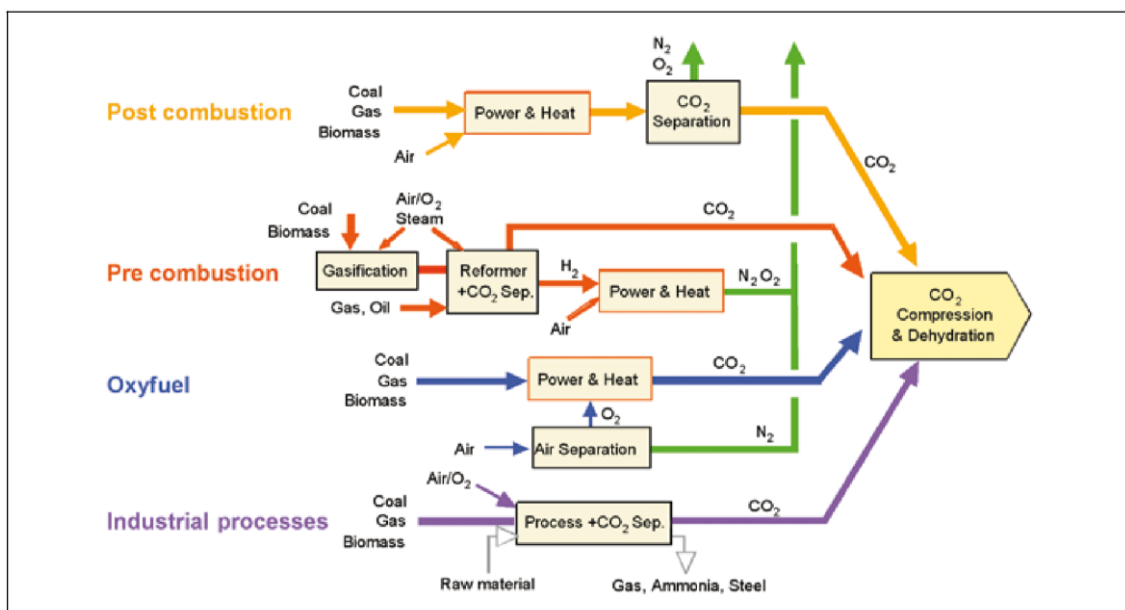 N₂
O₂
Post combustion
Coal
Gas
Biomass
Air
Power & Heat
CO₂
Separation
CO₂
Pre combustion
Coal
Biomass
Air/O₂
Steam
Gasification
Gas, Oil
Reformer
+CO₂ Sep.
CO₂
H₂
Air
Power & Heat
N₂ O₂
CO₂
Compression
& Dehydration
Oxyfuel
Coal
Gas
Biomass
Power & Heat
CO₂
O₂
Air
Air Separation
N₂
Industrial processes
Coal
Gas
Biomass
Air/O₂
Process +CO₂ Sep.
CO₂
Raw material
Gas, Ammonia, Steel